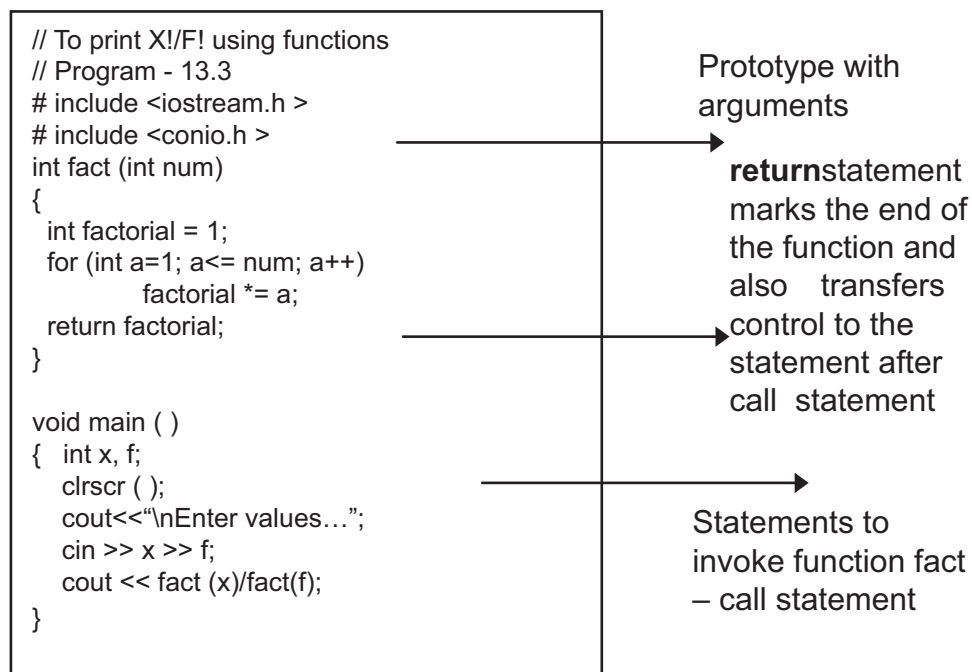 // To print X!/F! using functions
// Program - 13.3
# include <iostream.h >
# include <conio.h >
int fact (int num)
{
int factorial = 1;
for (int a=1; a<= num; a++)
factorial *= a;
return factorial;
}
void main ( )
{ int x, f;
clrscr ( );
cout<<“\nEnter values…”;
cin >> x >> f;
cout << fact (x)/fact(f);
}
Prototype with
arguments
returnstatement
marks the end of
the function and
also transfers
control to the
statement after
call statement
Statements to
invoke function fact
– call statement